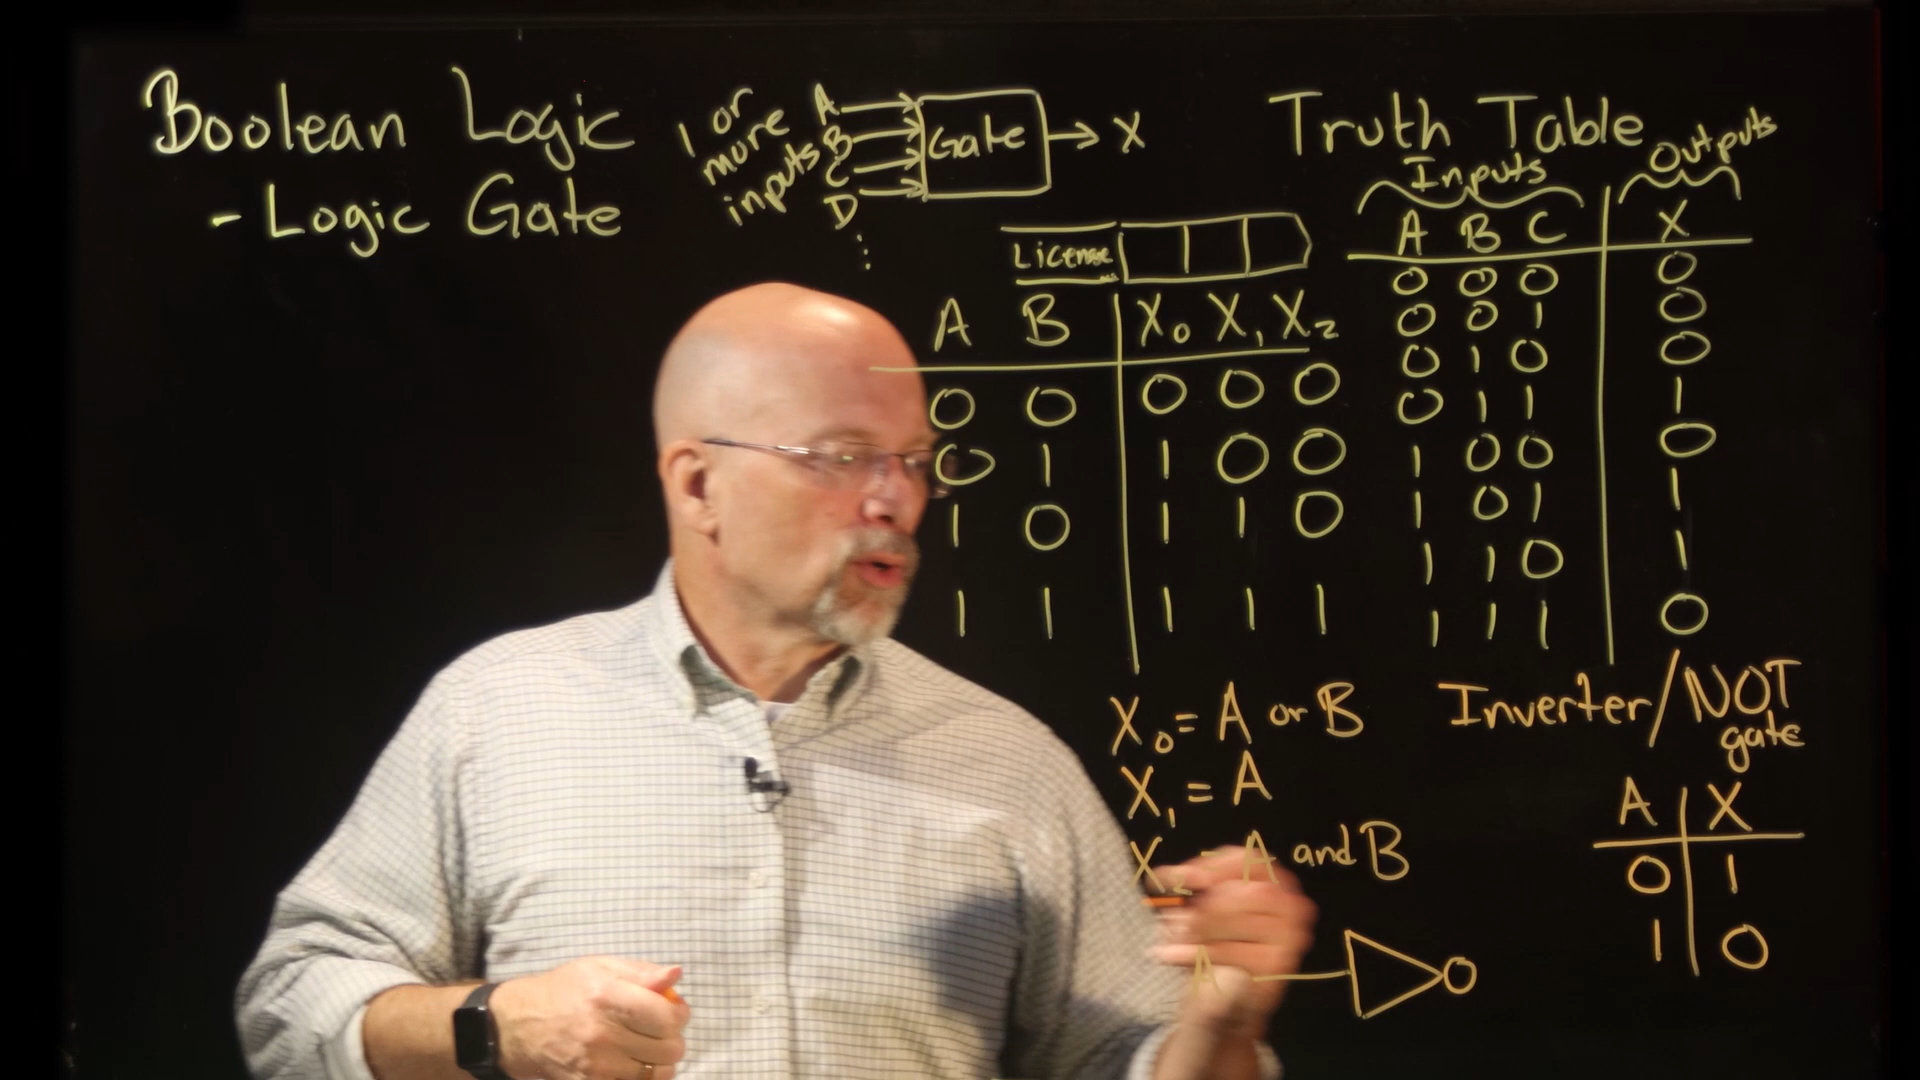 Boolean Logic
- Logic Gate
1 or more inputs
A
B
C
D
⋮
Gate → X
License
A B | X₀ X₁ X₂
0 0 | 0 0 0
0 1 | 1 0 0
1 0 | 1 1 0
1 1 | 1 1 1
X₀ = A or B
X₁ = A
X₂ = A and B
Truth Table
Inputs Outputs
A B C | X
0 0 0 | 0
0 0 1 | 0
0 1 0 | 0
0 1 1 | 1
1 0 0 | 0
1 0 1 | 1
1 1 0 | 1
1 1 1 | 0
Inverter/NOT
gate
A | X
0 | 1
1 | 0
A